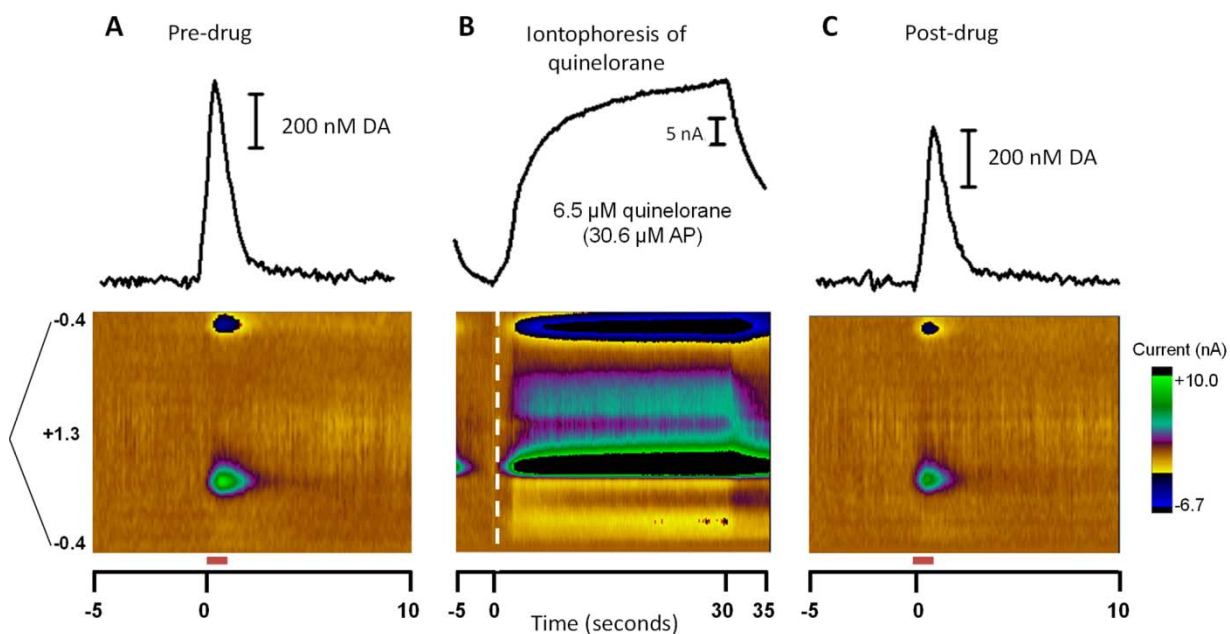 A
Pre-drug
200 nM DA
B
Iontophoresis of
quinelorane
5 nA
6.5 µM quinelorane
(30.6 µM AP)
C
Post-drug
200 nM DA
-0.4
+1.3
-0.4
Current (nA)
+10.0
-6.7
-5 0 10
-5 0 30 35
-5 0 10
Time (seconds)